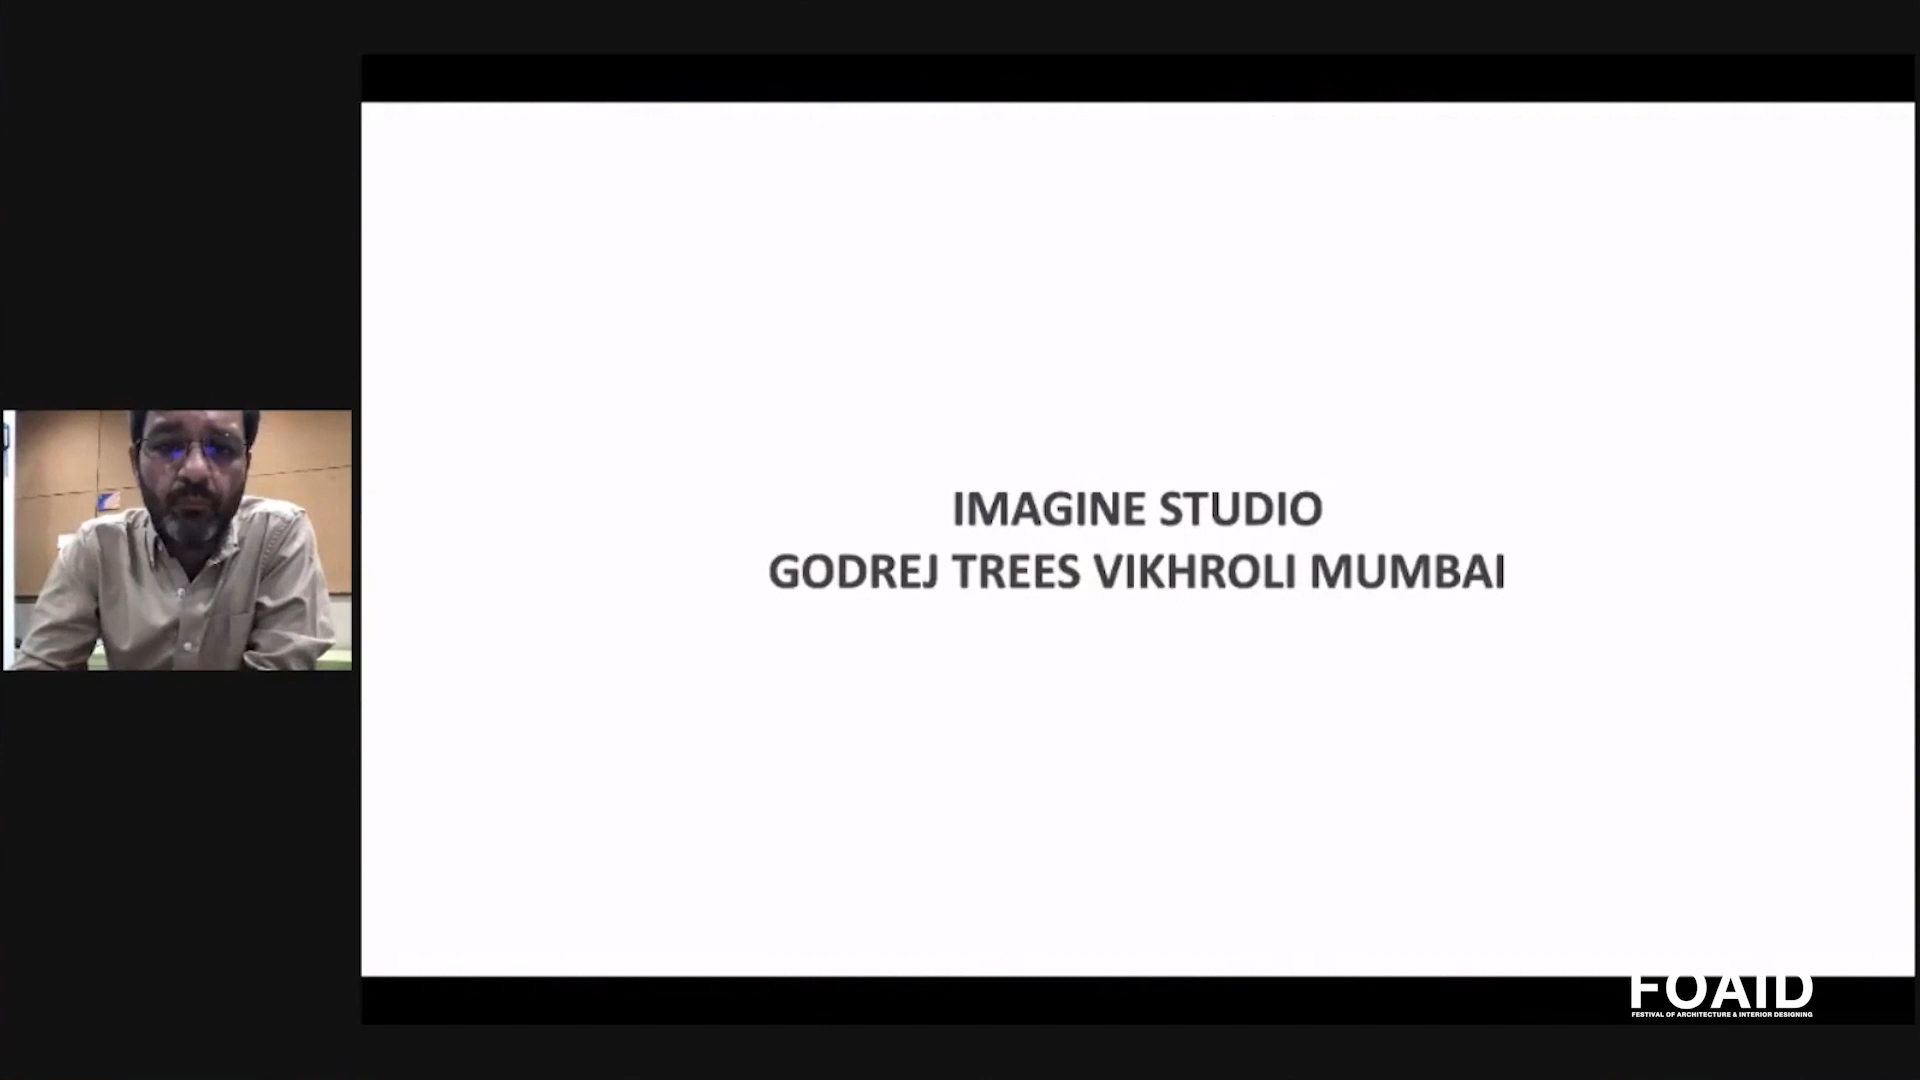 IMAGINE STUDIO
GODREJ TREES VIKHROLI MUMBAI
FOAID
FESTIVAL OF ARCHITECTURE & INTERIOR DESIGNING